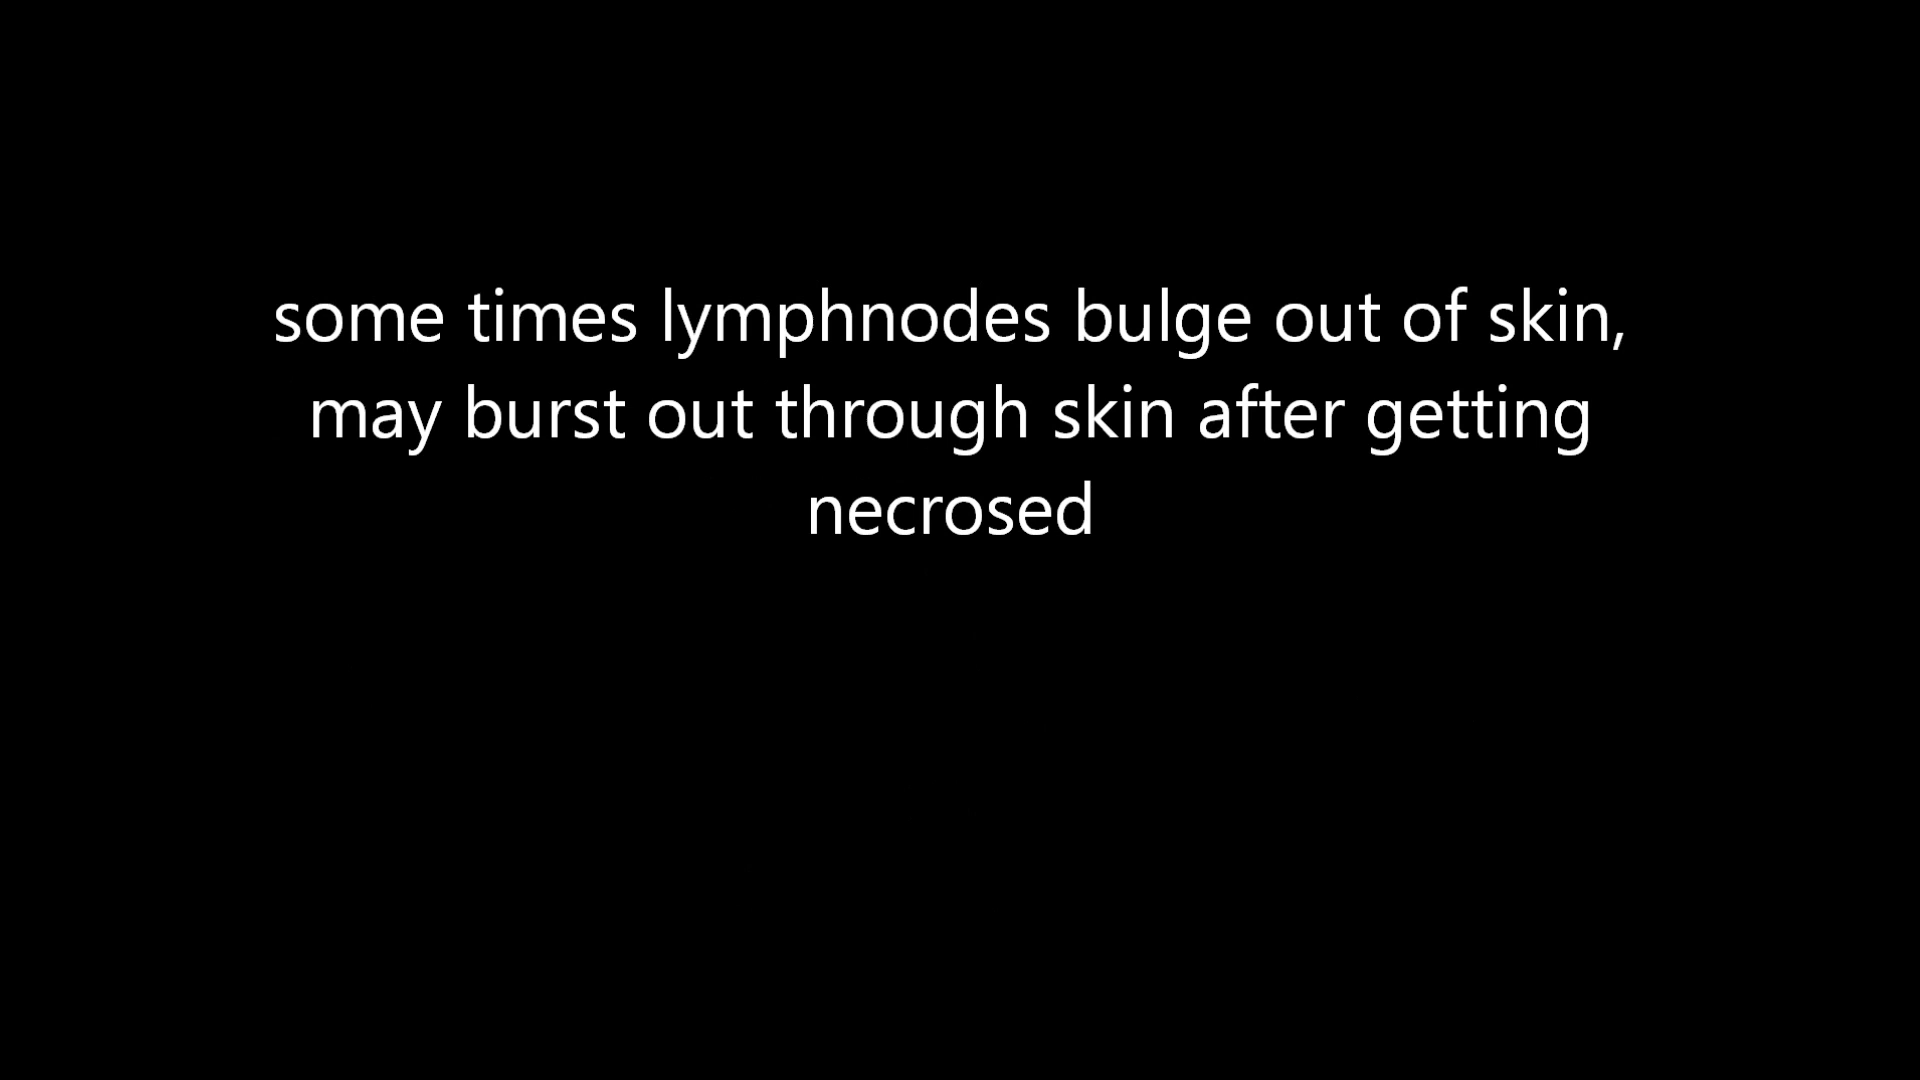 some times lymphnodes bulge out of skin,
may burst out through skin after getting
necrosed